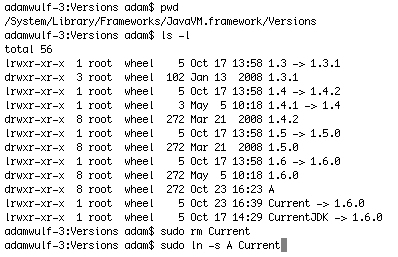 adamwulf-3:Versions adam$ pwd
/System/Library/Frameworks/JavaVM.framework/Versions
adamwulf-3:Versions adam$ ls -l
total 56
lrwxr-xr-x  1 root  wheel    5 Oct 17 13:58 1.3 -> 1.3.1
drwxr-xr-x  3 root  wheel  102 Jan 13  2008 1.3.1
lrwxr-xr-x  1 root  wheel    5 Oct 17 13:58 1.4 -> 1.4.2
lrwxr-xr-x  1 root  wheel    3 May  5 10:18 1.4.1 -> 1.4
drwxr-xr-x  8 root  wheel  272 Mar 21  2008 1.4.2
lrwxr-xr-x  1 root  wheel    5 Oct 17 13:58 1.5 -> 1.5.0
drwxr-xr-x  8 root  wheel  272 Mar 21  2008 1.5.0
lrwxr-xr-x  1 root  wheel    5 Oct 17 13:58 1.6 -> 1.6.0
drwxr-xr-x  8 root  wheel  272 May  5 10:18 1.6.0
drwxr-xr-x  8 root  wheel  272 Oct 23 16:23 A
lrwxr-xr-x  1 root  wheel    5 Oct 23 16:39 Current -> 1.6.0
lrwxr-xr-x  1 root  wheel    5 Oct 17 14:29 CurrentJDK -> 1.6.0
adamwulf-3:Versions adam$ sudo rm Current
adamwulf-3:Versions adam$ sudo ln -s A Current